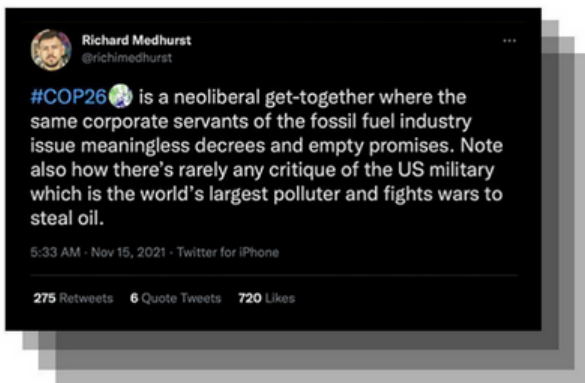 Richard Medhurst
@richimedhurst
#COP26 is a neoliberal get-together where the
same corporate servants of the fossil fuel industry
issue meaningless decrees and empty promises. Note
also how there's rarely any critique of the US military
which is the world's largest polluter and fights wars to
steal oil.
5:33 AM · Nov 15, 2021 · Twitter for iPhone
275 Retweets 6 Quote Tweets 720 Likes